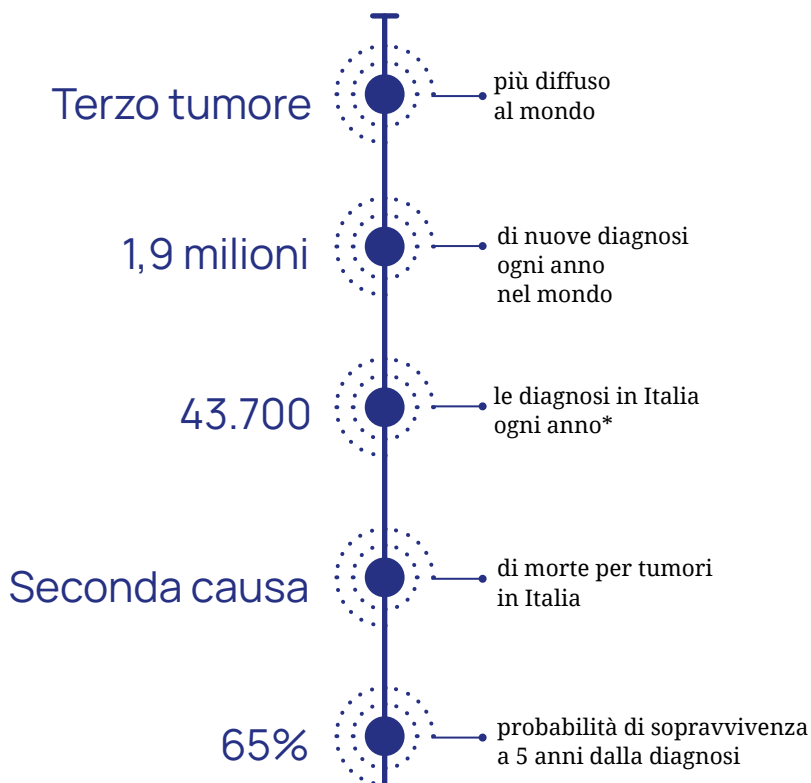 Terzo tumore
più diffuso
al mondo
1,9 milioni
di nuove diagnosi
ogni anno
nel mondo
43.700
le diagnosi in Italia
ogni anno*
Seconda causa
di morte per tumori
in Italia
65%
probabilità di sopravvivenza
a 5 anni dalla diagnosi